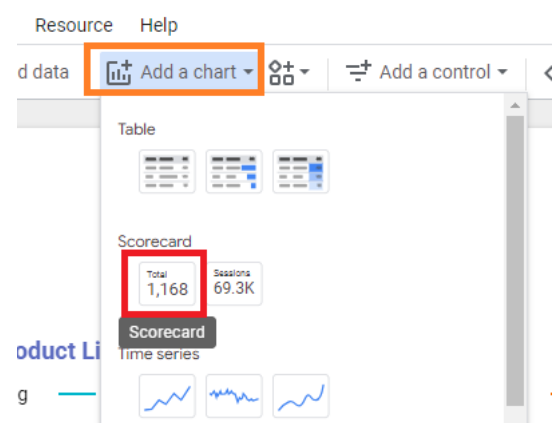 Resource Help
d data Add a chart Add a control
Table
Scorecard
Total
1,168
Sessions
69.3K
Scorecard
oduct Li
Time series
g